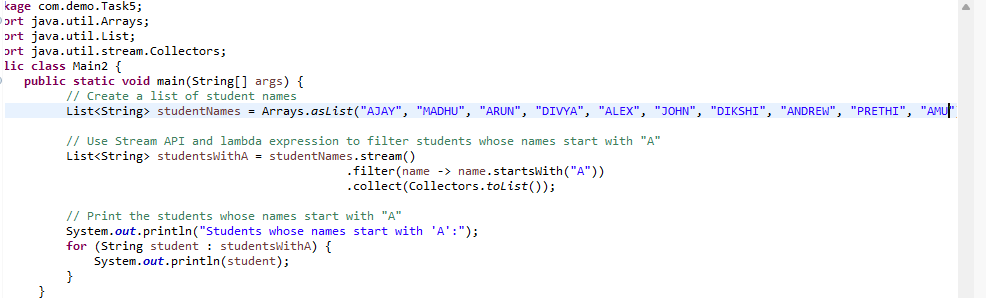 kage com.demo.Task5;
ort java.util.Arrays;
ort java.util.List;
ort java.util.stream.Collectors;
lic class Main2 {
public static void main(String[] args) {
// Create a list of student names
List<String> studentNames = Arrays.asList("AJAY", "MADHU", "ARUN", "DIVYA", "ALEX", "JOHN", "DIKSHI", "ANDREW", "PRETHI", "AMU"
// Use Stream API and lambda expression to filter students whose names start with "A"
List<String> studentsWithA = studentNames.stream()
.filter(name -> name.startsWith("A"))
.collect(Collectors.toList());
// Print the students whose names start with "A"
System.out.println("Students whose names start with 'A':");
for (String student : studentsWithA) {
System.out.println(student);
}
}